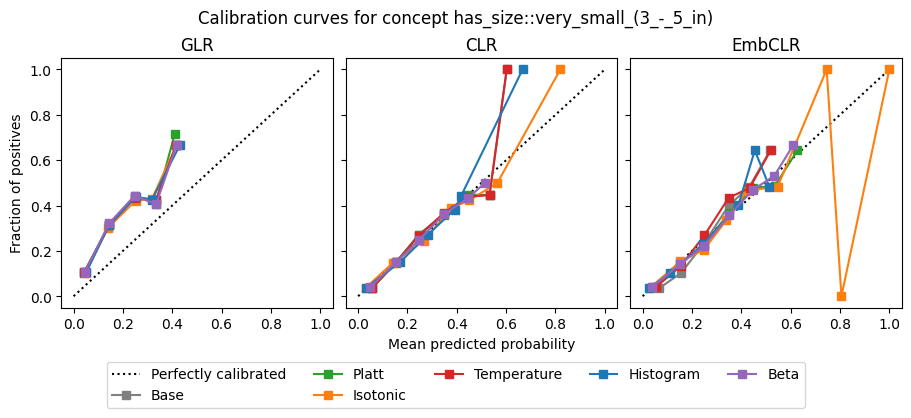 Calibration curves for concept has_size::very_small_(3_-_5_in)
GLR
CLR
EmbCLR
Fraction of positives
1.0
0.8
0.6
0.4
0.2
0.0
0.0 0.2 0.4 0.6 0.8 1.0
0.0 0.2 0.4 0.6 0.8 1.0
0.0 0.2 0.4 0.6 0.8 1.0
Mean predicted probability
Perfectly calibrated
Base
Platt
Isotonic
Temperature
Histogram
Beta